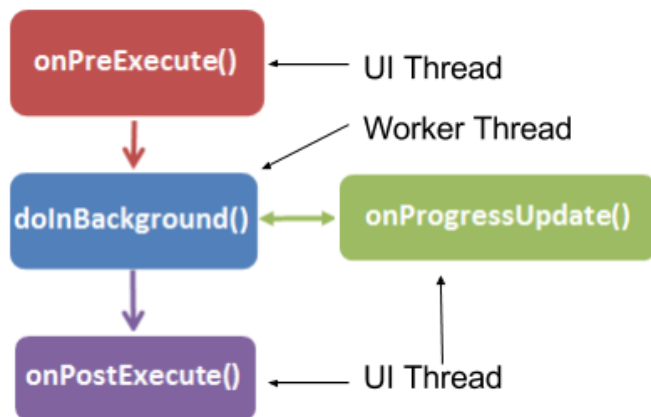 onPreExecute()
UI Thread
Worker Thread
doInBackground()
onProgressUpdate()
onPostExecute()
UI Thread